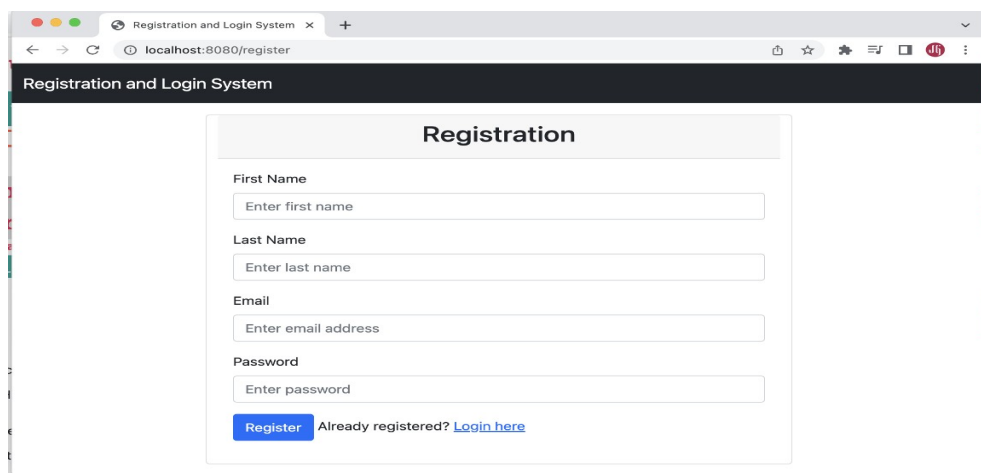 Registration and Login System
localhost:8080/register
Registration and Login System
Registration
First Name
Enter first name
Last Name
Enter last name
Email
Enter email address
Password
Enter password
Register Already registered? Login here